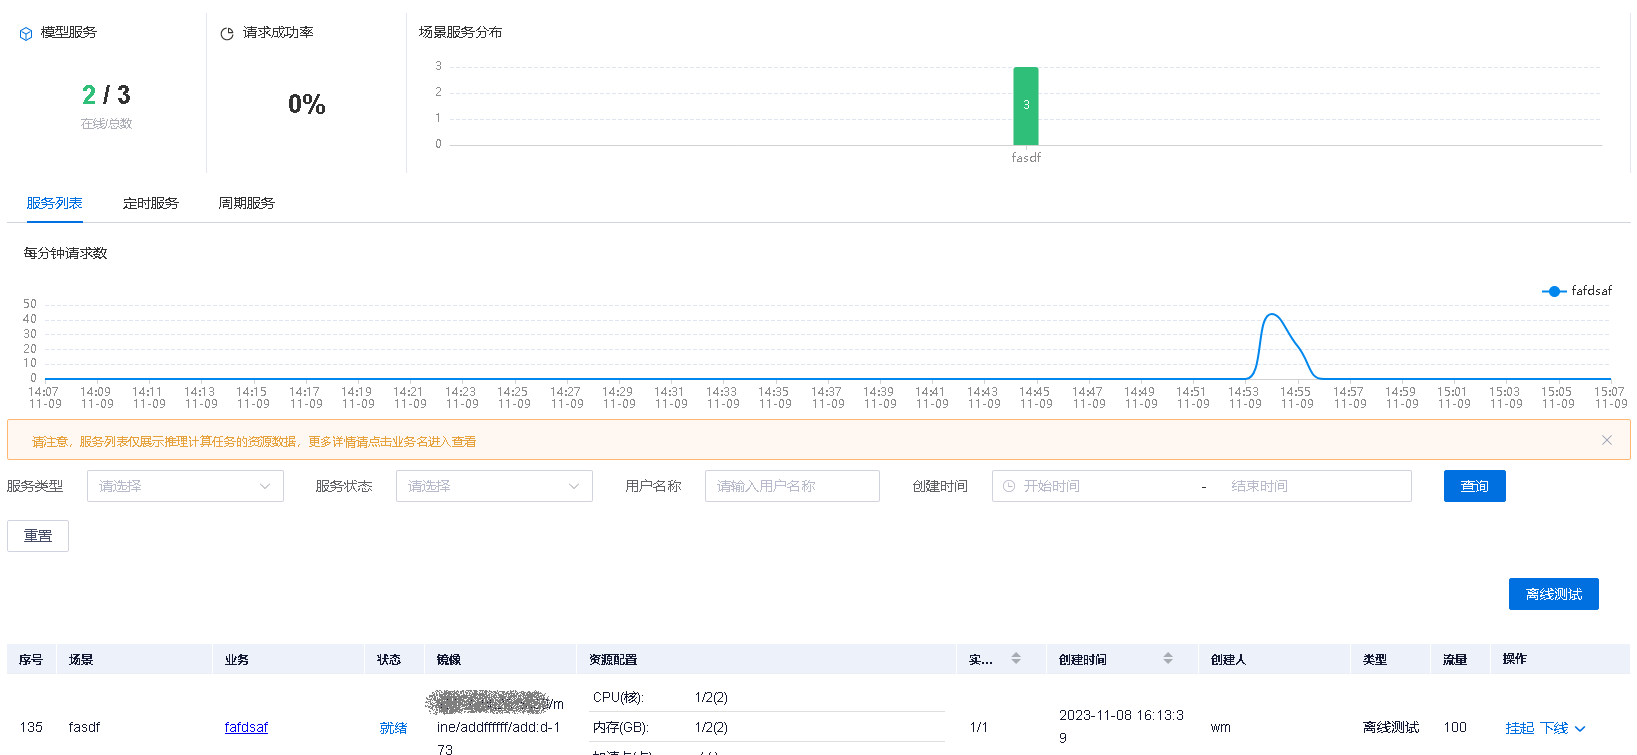 模型服务
2 / 3
在线/总数
请求成功率
0%
场景服务分布
3
2
1
0
3
fasdf
服务列表 定时服务 周期服务
每分钟请求数
fafdsaf
50
40
30
20
10
0
14:07 14:09 14:11 14:13 14:15 14:17 14:19 14:21 14:23 14:25 14:27 14:29 14:31 14:33 14:35 14:37 14:39 14:41 14:43 14:45 14:47 14:49 14:51 14:53 14:55 14:57 14:59 15:01 15:03 15:05 15:07
11-09 11-09 11-09 11-09 11-09 11-09 11-09 11-09 11-09 11-09 11-09 11-09 11-09 11-09 11-09 11-09 11-09 11-09 11-09 11-09 11-09 11-09 11-09 11-09 11-09 11-09 11-09 11-09 11-09 11-09 11-09
请注意，服务列表仅展示推理计算任务的资源数据，更多详情请点击业务名进入查看
服务类型 请选择 服务状态 请选择 用户名称 请输入用户名称 创建时间 开始时间 - 结束时间 查询
重置
离线测试
序号 场景 业务 状态 镜像 资源配置 实... 创建时间 创建人 类型 流量 操作
135 fasdf fafdsaf 就绪
/m
ine/addffffff/add:d-1
73
CPU(核): 1/2(2)
内存(GB): 1/2(2)
1/1
2023-11-08 16:13:3
9
wm 离线测试 100 挂起 下线